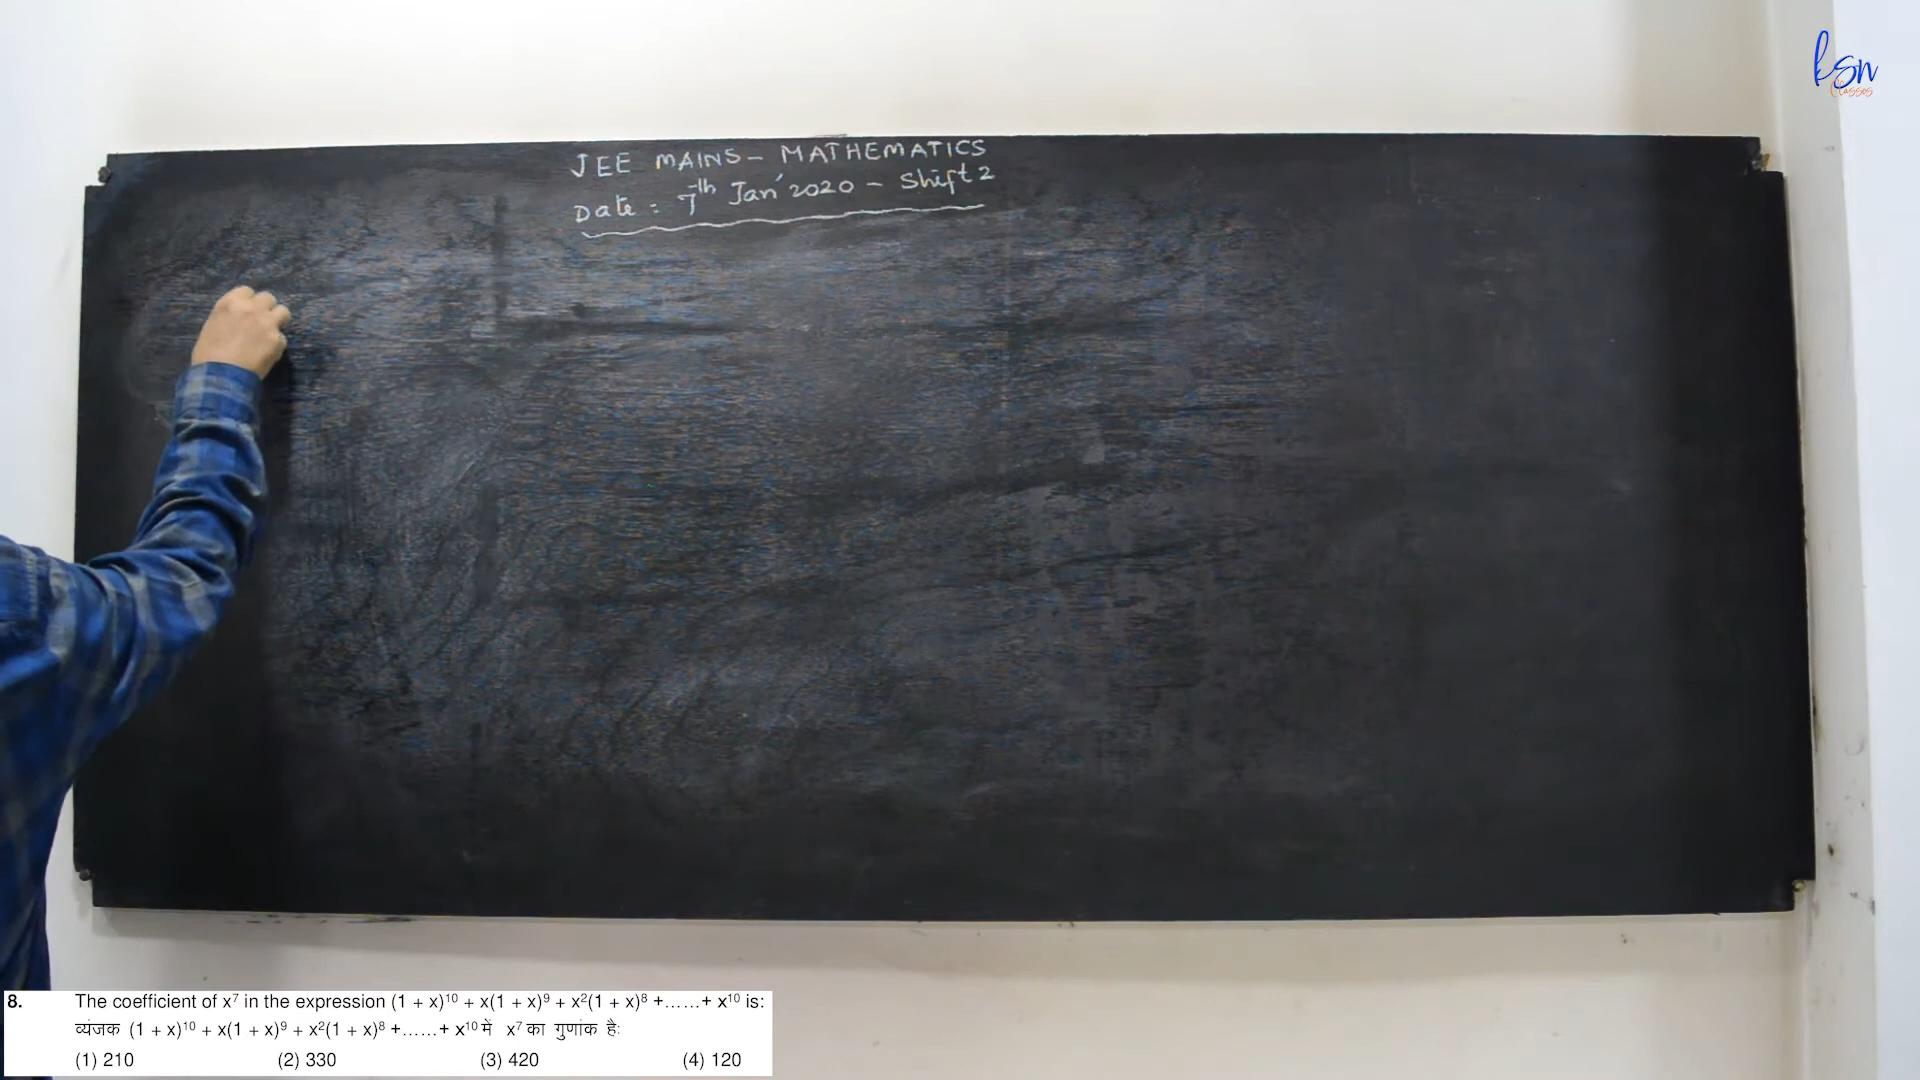 ksn
Classes
JEE MAINS - MATHEMATICS
Date : 7th Jan' 2020 - Shift 2
8. The coefficient of x⁷ in the expression (1 + x)¹⁰ + x(1 + x)⁹ + x²(1 + x)⁸ +......+ x¹⁰ is:
व्यंजक (1 + x)¹⁰ + x(1 + x)⁹ + x²(1 + x)⁸ +......+ x¹⁰ में x⁷ का गुणांक है:
(1) 210 (2) 330 (3) 420 (4) 120